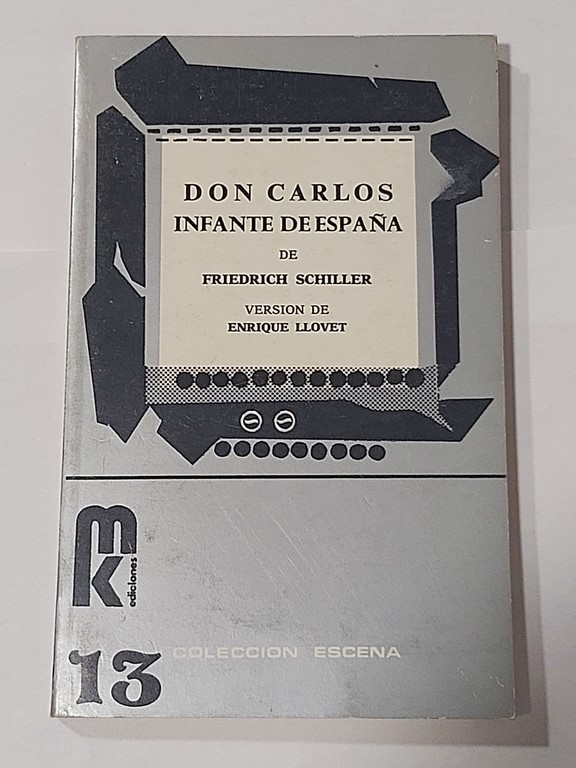 DON CARLOS
INFANTE DE ESPAÑA
DE
FRIEDRICH SCHILLER
VERSION DE
ENRIQUE LLOVET
mk
ediciones
13
COLECCION ESCENA